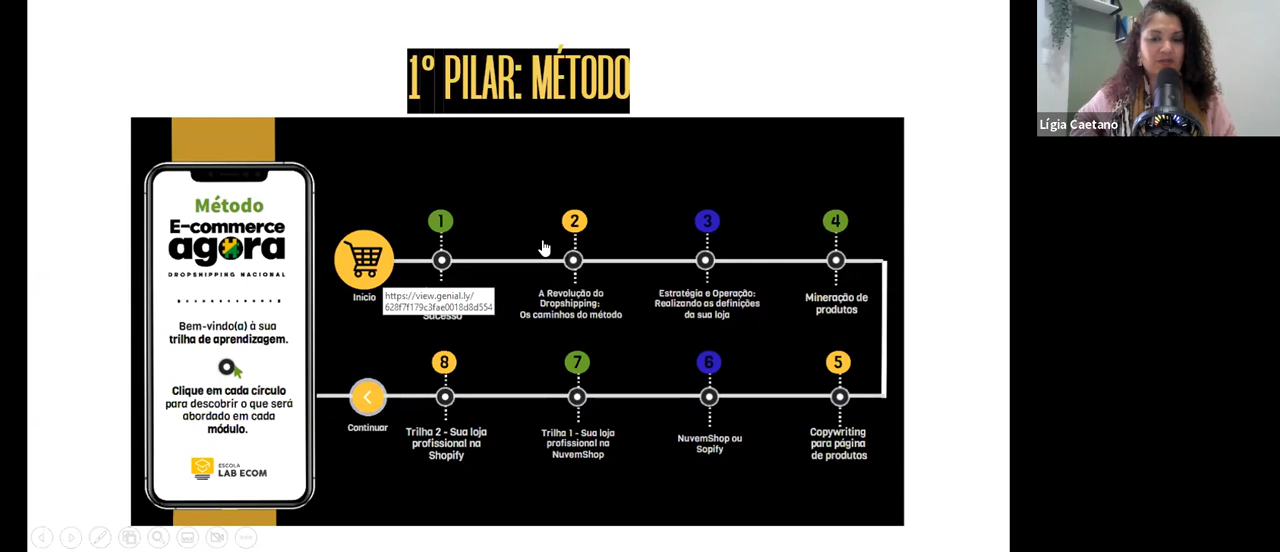 1º PILAR: MÉTODO
Lígia Caetano
Método
E-commerce
agora
DROPSHIPPING NACIONAL
Bem-vindo(a) à sua
trilha de aprendizagem.
Clique em cada círculo
para descobrir o que será
abordado em cada
módulo.
ESCOLA
LAB ECOM
Início
1
https://view.genial.ly/
628f7f179c3fae0018d8d554
Sucesso
2
A Revolução do
Dropshipping:
Os caminhos do método
3
Estratégia e Operação:
Realizando as definições
da sua loja
4
Mineração de
produtos
5
Copywriting
para página
de produtos
6
NuvemShop ou
Sopify
7
Trilha 1 - Sua loja
profissional na
NuvemShop
8
Trilha 2 - Sua loja
profissional na
Shopify
Continuar